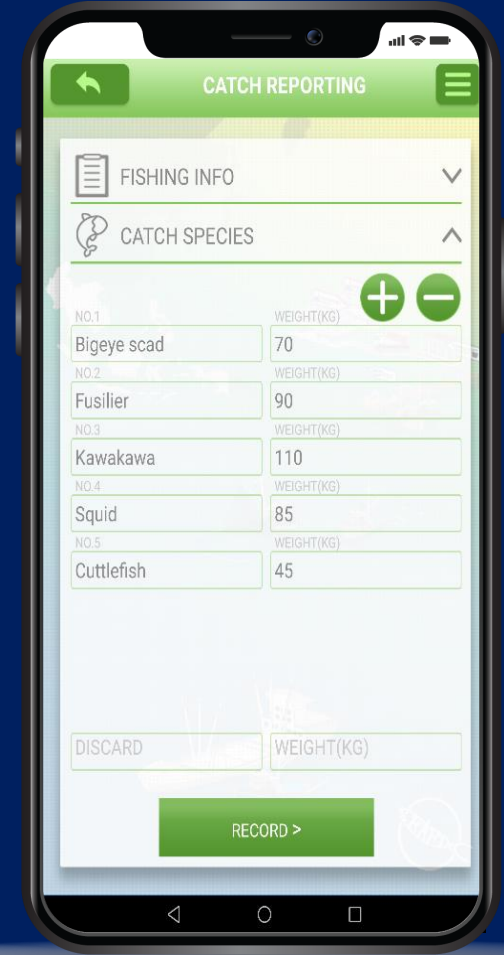 CATCH REPORTING
FISHING INFO
CATCH SPECIES
NO.1 WEIGHT(KG)
Bigeye scad 70
NO.2 WEIGHT(KG)
Fusilier 90
NO.3 WEIGHT(KG)
Kawakawa 110
NO.4 WEIGHT(KG)
Squid 85
NO.5 WEIGHT(KG)
Cuttlefish 45
DISCARD WEIGHT(KG)
RECORD >